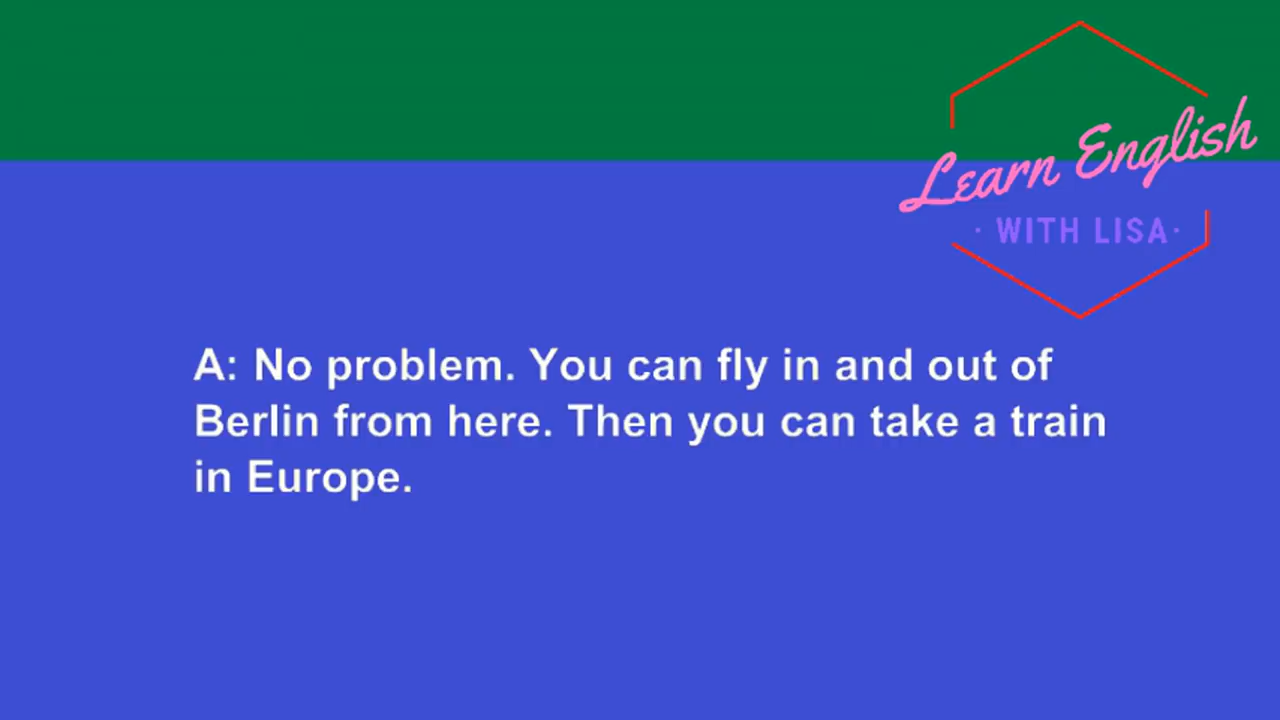 Learn English
· WITH LISA·
A: No problem. You can fly in and out of
Berlin from here. Then you can take a train
in Europe.